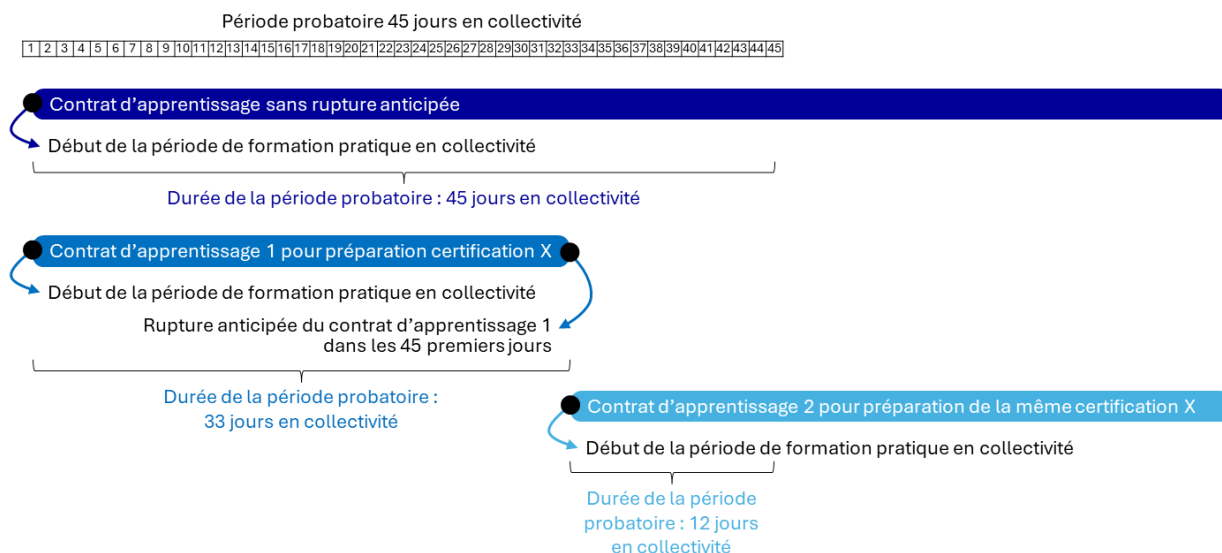 Période probatoire 45 jours en collectivité
1 2 3 4 5 6 7 8 9 10 11 12 13 14 15 16 17 18 19 20 21 22 23 24 25 26 27 28 29 30 31 32 33 34 35 36 37 38 39 40 41 42 43 44 45
Contrat d'apprentissage sans rupture anticipée
Début de la période de formation pratique en collectivité
Durée de la période probatoire : 45 jours en collectivité
Contrat d'apprentissage 1 pour préparation certification X
Début de la période de formation pratique en collectivité
Rupture anticipée du contrat d'apprentissage 1
dans les 45 premiers jours
Durée de la période probatoire :
33 jours en collectivité
Contrat d'apprentissage 2 pour préparation de la même certification X
Début de la période de formation pratique en collectivité
Durée de la période
probatoire : 12 jours
en collectivité